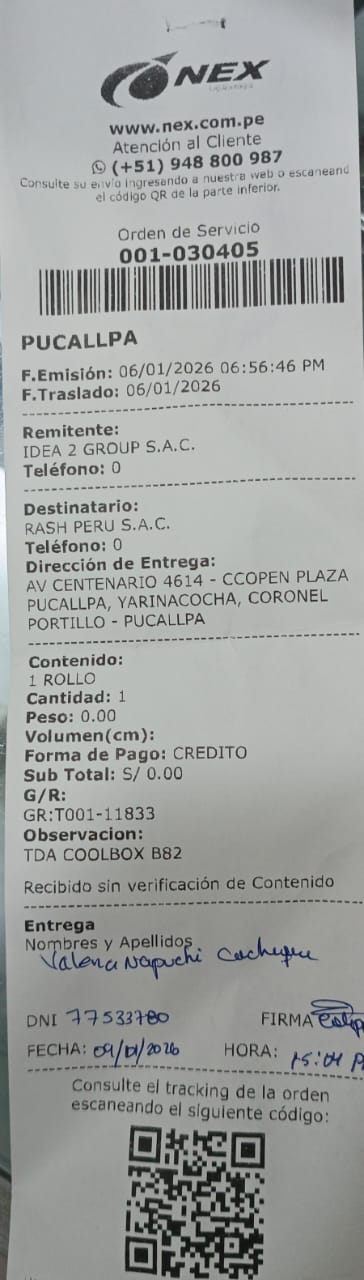 NEX
www.nex.com.pe
Atención al Cliente
(+51) 948 800 987
Consulte su envío ingresando a nuestra web o escaneand
el código QR de la parte inferior.
Orden de Servicio
001-030405
PUCALLPA
F.Emisión: 06/01/2026 06:56:46 PM
F.Traslado: 06/01/2026
Remitente:
IDEA 2 GROUP S.A.C.
Teléfono: 0
Destinatario:
RASH PERU S.A.C.
Teléfono: 0
Dirección de Entrega:
AV CENTENARIO 4614 - CCOPEN PLAZA
PUCALLPA, YARINACOCHA, CORONEL
PORTILLO - PUCALLPA
Contenido:
1 ROLLO
Cantidad: 1
Peso: 0.00
Volumen(cm):
Forma de Pago: CREDITO
Sub Total: S/ 0.00
G/R:
GR:T001-11833
Observacion:
TDA COOLBOX B82
Recibido sin verificación de Contenido
Entrega
Nombres y Apellidos
Valeria Napuchi
DNI 77533780
FIRMA
FECHA: 09/01/2026 HORA: 15:04 P
Consulte el tracking de la orden
escaneando el siguiente código: